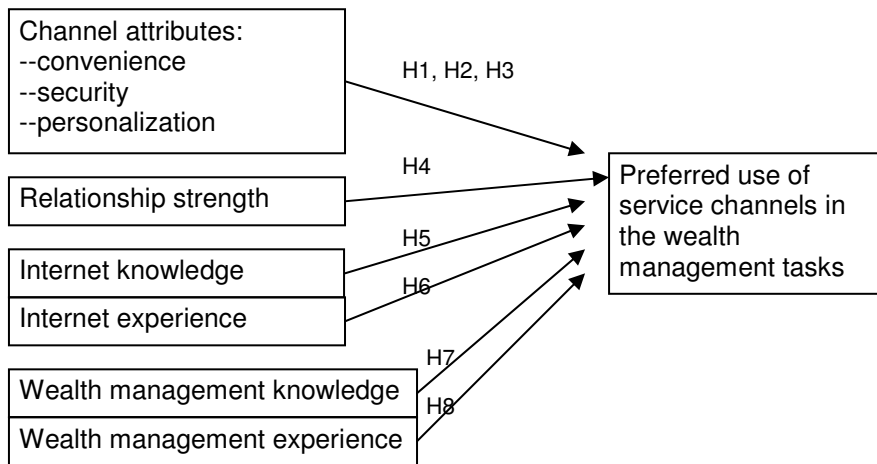 Channel attributes:
--convenience
--security
--personalization
H1, H2, H3
Relationship strength
H4
Internet knowledge
H5
Internet experience
H6
Wealth management knowledge
H7
Wealth management experience
H8
Preferred use of
service channels in
the wealth
management tasks